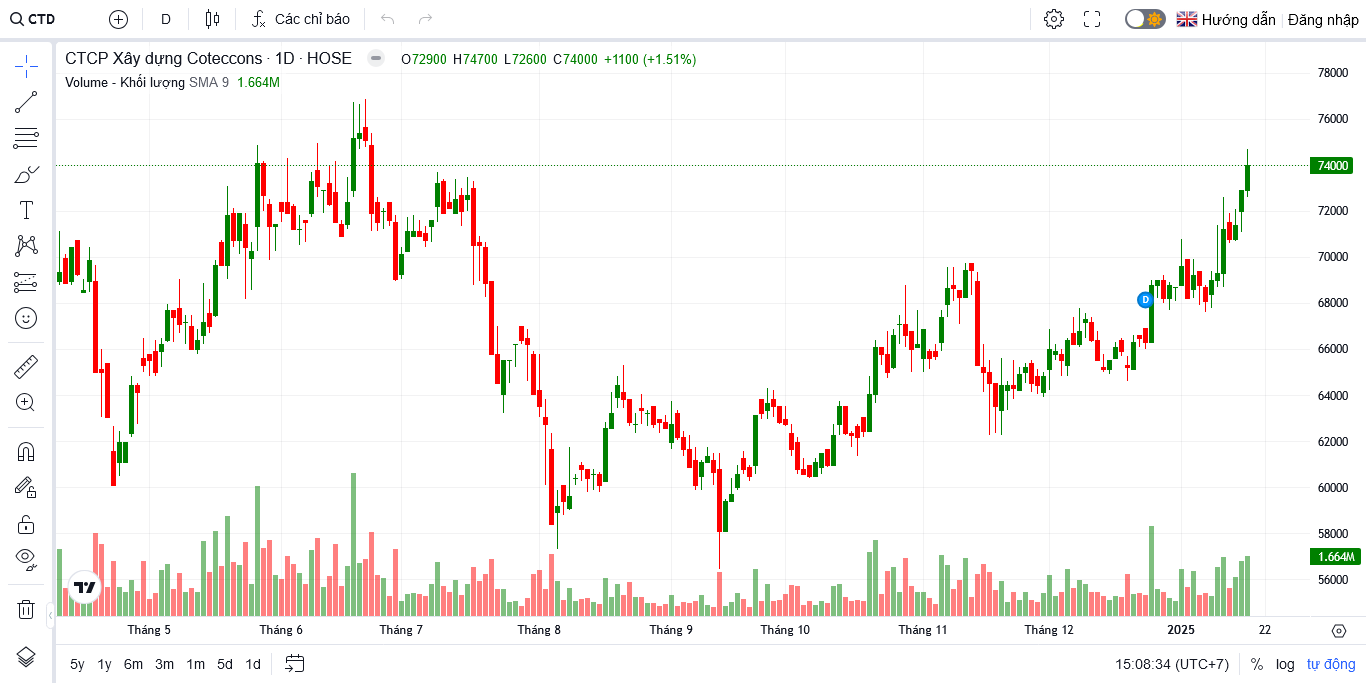 CTD D Các chỉ báo Hướng dẫn Đăng nhập
CTCP Xây dựng Coteccons · 1D · HOSE O72900 H74700 L72600 C74000 +1100 (+1.51%)
Volume - Khối lượng SMA 9 1.664M
78000
76000
74000
72000
70000
68000
66000
64000
62000
60000
58000
1.664M
56000
D
Tháng 5 Tháng 6 Tháng 7 Tháng 8 Tháng 9 Tháng 10 Tháng 11 Tháng 12 2025 22
5y 1y 6m 3m 1m 5d 1d 15:08:34 (UTC+7) % log tự động